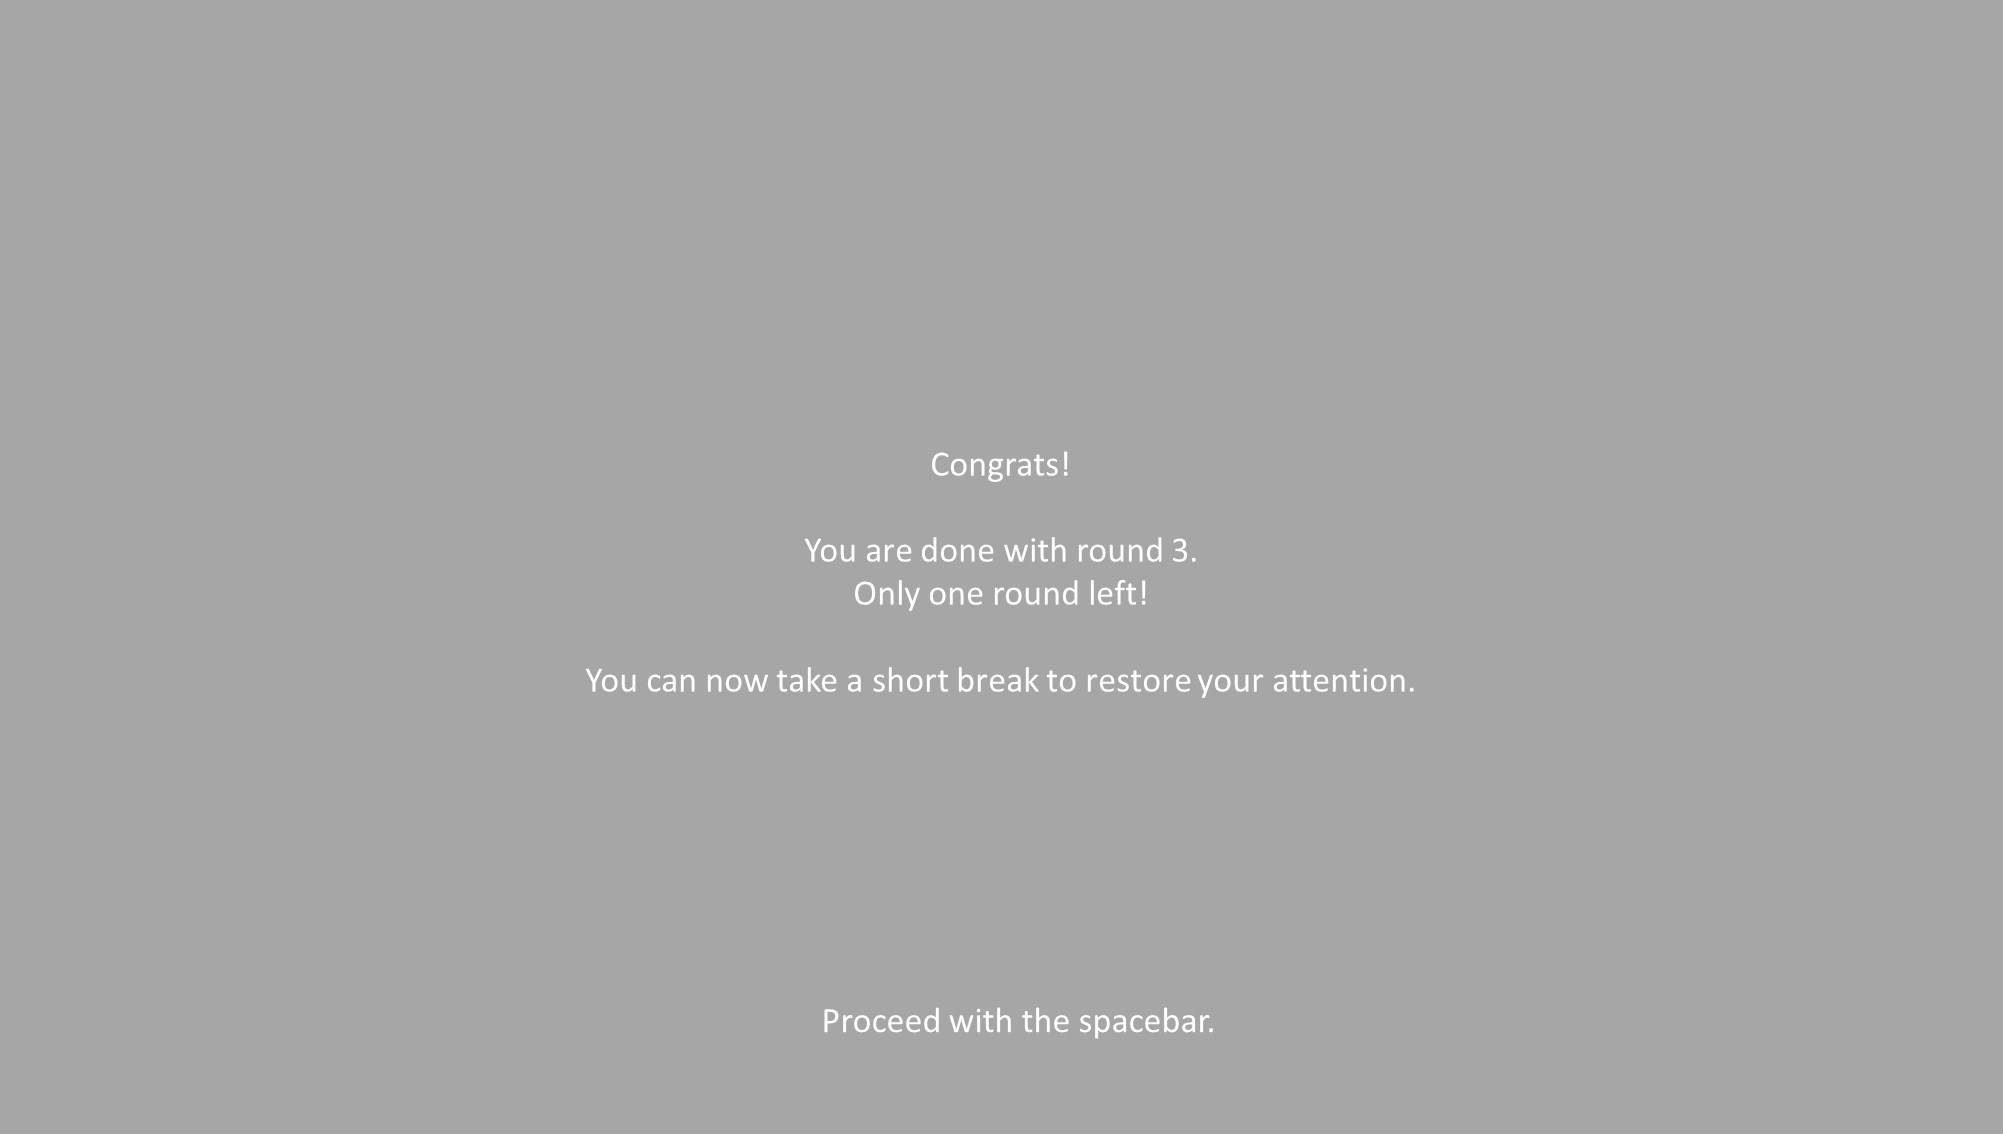 Congrats!
You are done with round 3.
Only one round left!
You can now take a short break to restore your attention.
Proceed with the spacebar.